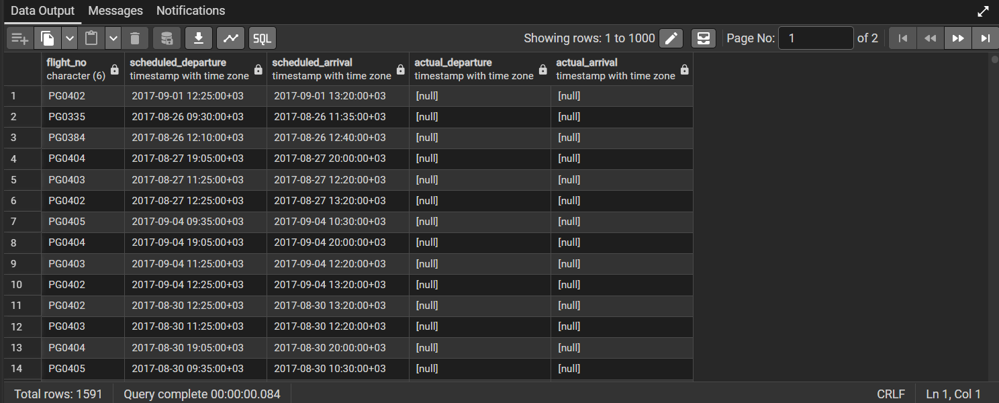 Data Output Messages Notifications
SQL Showing rows: 1 to 1000 Page No: 1 of 2
flight_no scheduled_departure scheduled_arrival actual_departure actual_arrival
character (6) timestamp with time zone timestamp with time zone timestamp with time zone timestamp with time zone
1 PG0402 2017-09-01 12:25:00+03 2017-09-01 13:20:00+03 [null] [null]
2 PG0335 2017-08-26 09:30:00+03 2017-08-26 11:35:00+03 [null] [null]
3 PG0384 2017-08-26 12:10:00+03 2017-08-26 12:40:00+03 [null] [null]
4 PG0404 2017-08-27 19:05:00+03 2017-08-27 20:00:00+03 [null] [null]
5 PG0403 2017-08-27 11:25:00+03 2017-08-27 12:20:00+03 [null] [null]
6 PG0402 2017-08-27 12:25:00+03 2017-08-27 13:20:00+03 [null] [null]
7 PG0405 2017-09-04 09:35:00+03 2017-09-04 10:30:00+03 [null] [null]
8 PG0404 2017-09-04 19:05:00+03 2017-09-04 20:00:00+03 [null] [null]
9 PG0403 2017-09-04 11:25:00+03 2017-09-04 12:20:00+03 [null] [null]
10 PG0402 2017-09-04 12:25:00+03 2017-09-04 13:20:00+03 [null] [null]
11 PG0402 2017-08-30 12:25:00+03 2017-08-30 13:20:00+03 [null] [null]
12 PG0403 2017-08-30 11:25:00+03 2017-08-30 12:20:00+03 [null] [null]
13 PG0404 2017-08-30 19:05:00+03 2017-08-30 20:00:00+03 [null] [null]
14 PG0405 2017-08-30 09:35:00+03 2017-08-30 10:30:00+03 [null] [null]
Total rows: 1591 Query complete 00:00:00.084 CRLF Ln 1, Col 1